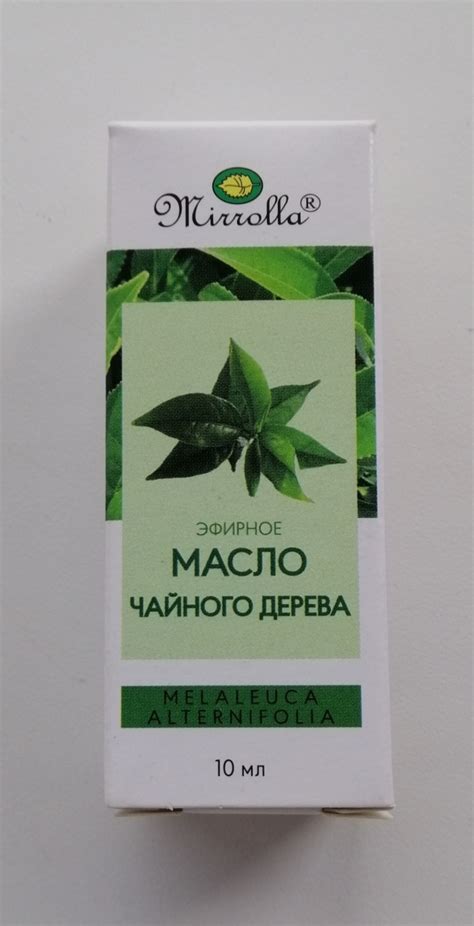 Mirrolla®
ЭФИРНОЕ
МАСЛО
ЧАЙНОГО ДЕРЕВА
MELALEUCA
ALTERNIFOLIA
10 мл